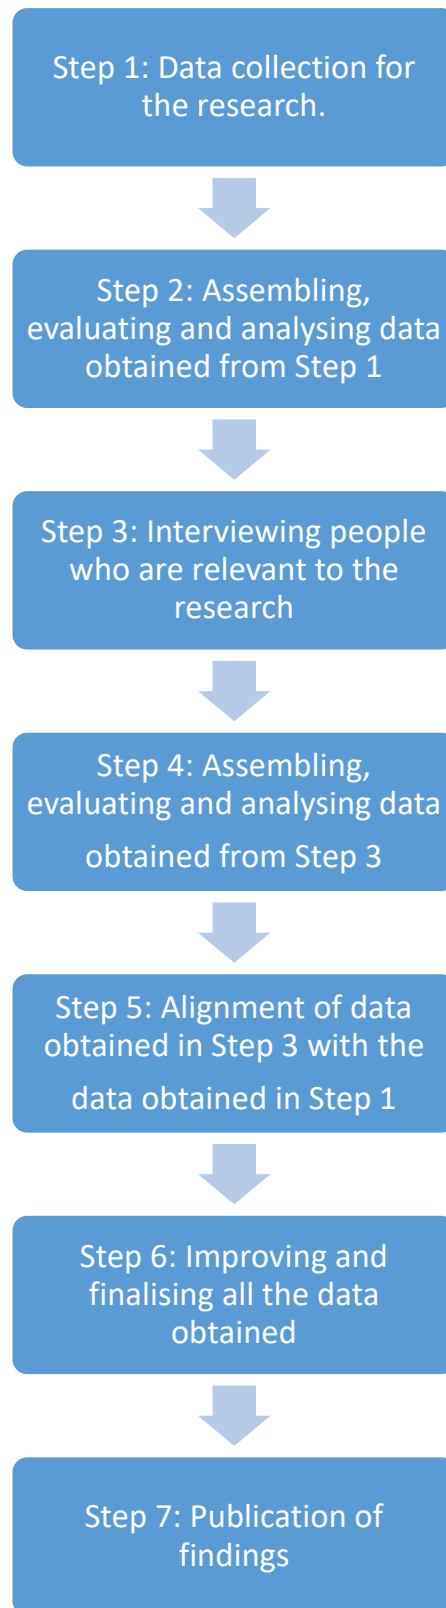 Step 1: Data collection for
the research.
Step 2: Assembling,
evaluating and analysing data
obtained from Step 1
Step 3: Interviewing people
who are relevant to the
research
Step 4: Assembling,
evaluating and analysing data
obtained from Step 3
Step 5: Alignment of data
obtained in Step 3 with the
data obtained in Step 1
Step 6: Improving and
finalising all the data
obtained
Step 7: Publication of
findings